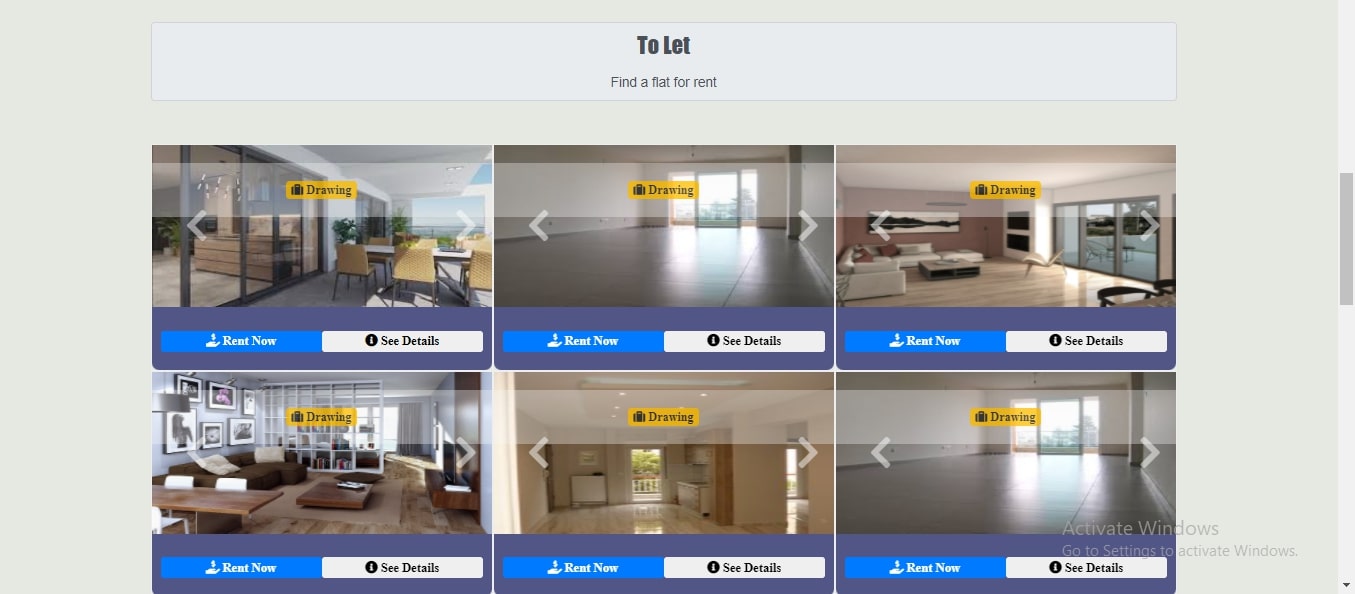 To Let
Find a flat for rent
Drawing Drawing Drawing
Rent Now See Details Rent Now See Details Rent Now See Details
Drawing Drawing Drawing
Activate Windows
Go to Settings to activate Windows.
Rent Now See Details Rent Now See Details Rent Now See Details